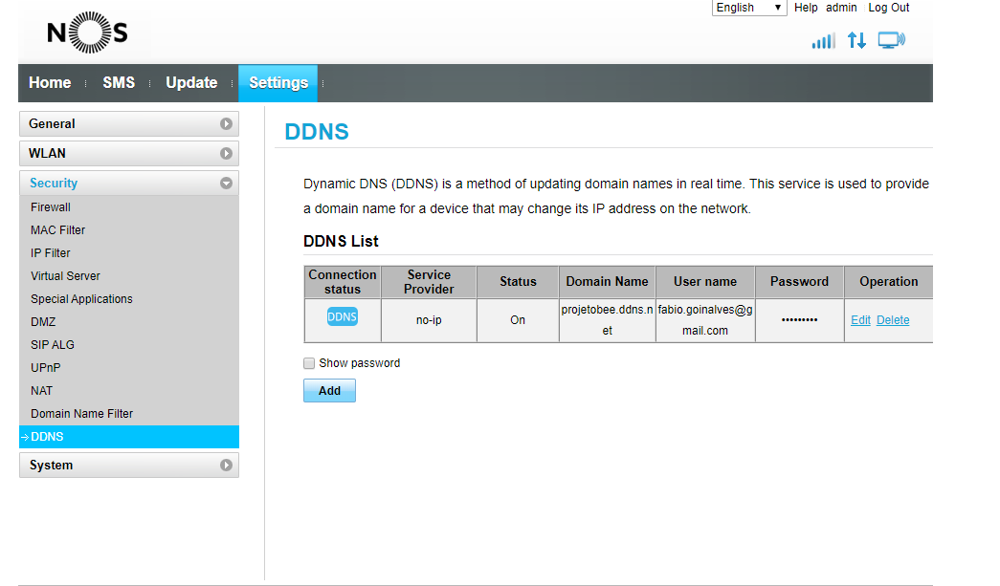 English
Help admin Log Out
NOS
Home SMS Update Settings
General
WLAN
Security
Firewall
MAC Filter
IP Filter
Virtual Server
Special Applications
DMZ
SIP ALG
UPnP
NAT
Domain Name Filter
DDNS
System
DDNS
Dynamic DNS (DDNS) is a method of updating domain names in real time. This service is used to provide
a domain name for a device that may change its IP address on the network.
DDNS List
Connection status Service Provider Status Domain Name User name Password Operation
DDNS no-ip On projetobee.ddns.n fabio.goinalves@g ••••••••• Edit Delete
et mail.com
Show password
Add